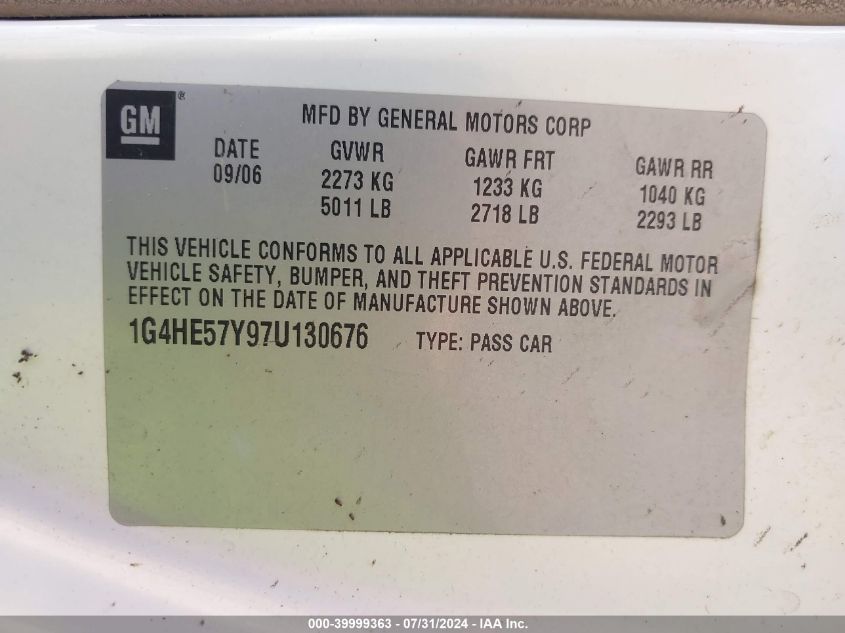 GM ®
MFD BY GENERAL MOTORS CORP
DATE GVWR GAWR FRT GAWR RR
09/06 2273 KG 1233 KG 1040 KG
5011 LB 2718 LB 2293 LB
THIS VEHICLE CONFORMS TO ALL APPLICABLE U.S. FEDERAL MOTOR
VEHICLE SAFETY, BUMPER, AND THEFT PREVENTION STANDARDS IN
EFFECT ON THE DATE OF MANUFACTURE SHOWN ABOVE.
1G4HE57Y97U130676 TYPE: PASS CAR
000-39999363 - 07/31/2024 - IAA Inc.